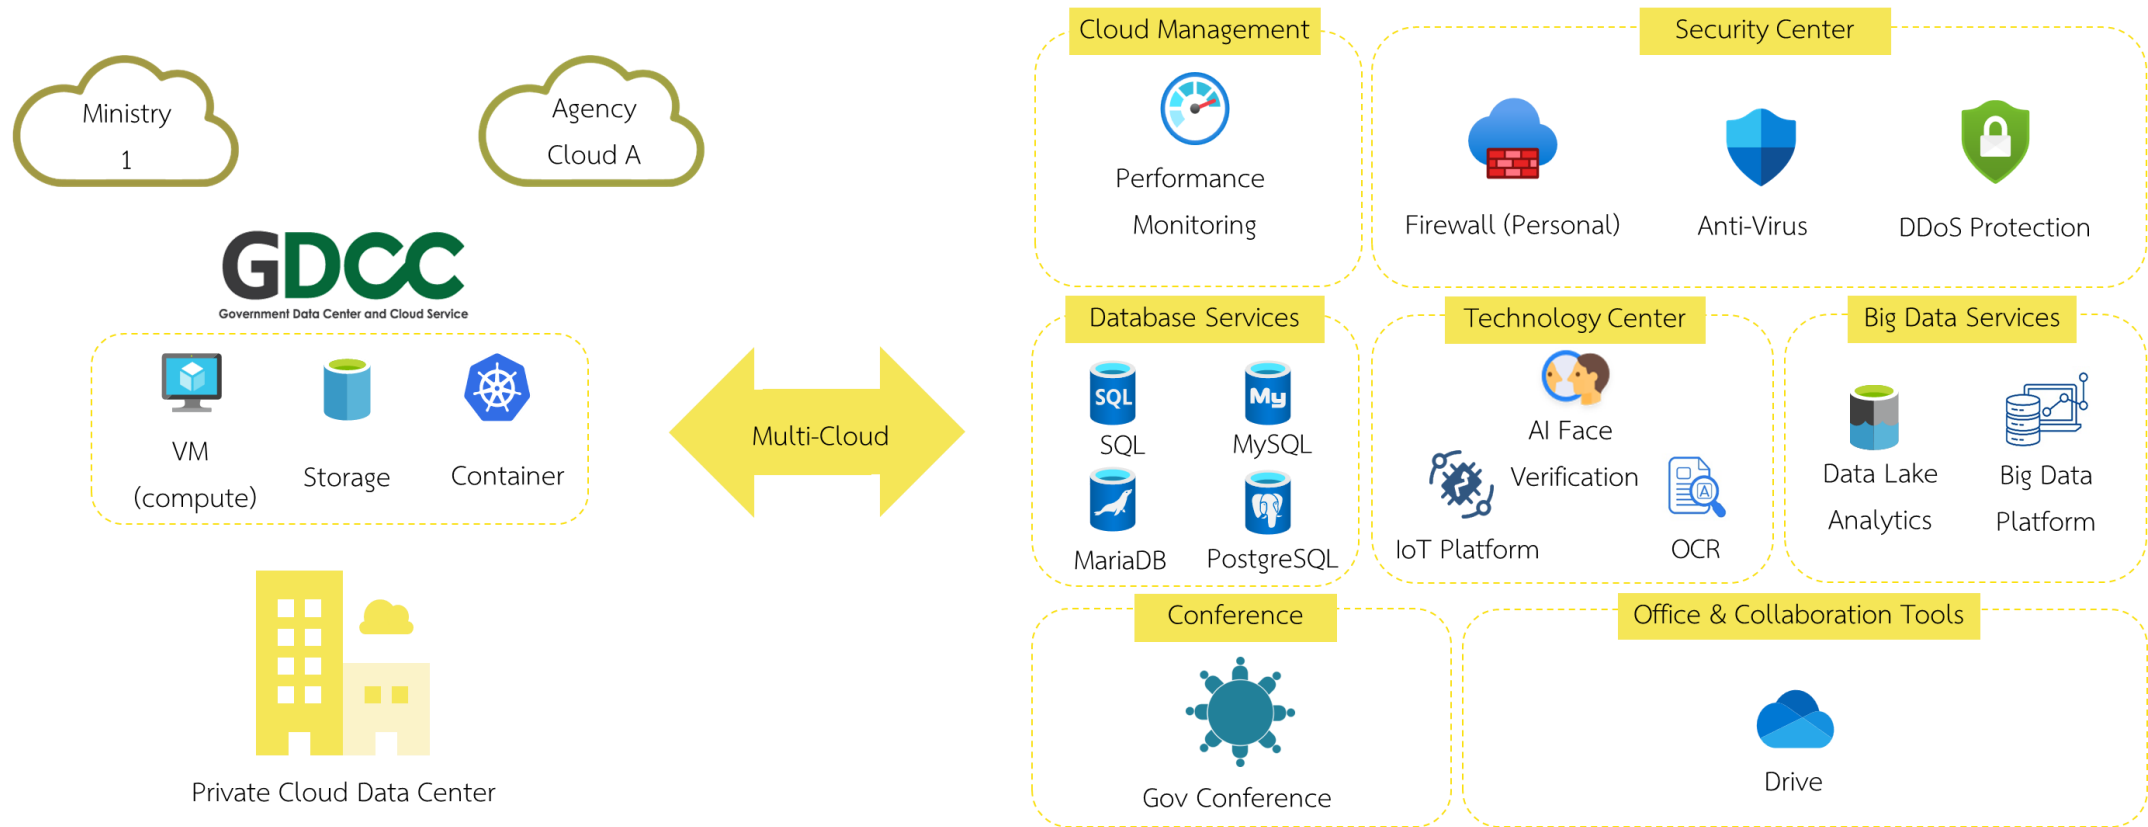 Ministry
1
Agency
Cloud A
GDCC
Government Data Center and Cloud Service
VM
(compute)
Storage
Container
Private Cloud Data Center
Multi-Cloud
Cloud Management
Performance
Monitoring
Security Center
Firewall (Personal)
Anti-Virus
DDoS Protection
Database Services
SQL
SQL
My
MySQL
MariaDB
PostgreSQL
Technology Center
AI Face
Verification
IoT Platform
A
OCR
Big Data Services
Data Lake
Analytics
Big Data
Platform
Conference
Gov Conference
Office & Collaboration Tools
Drive